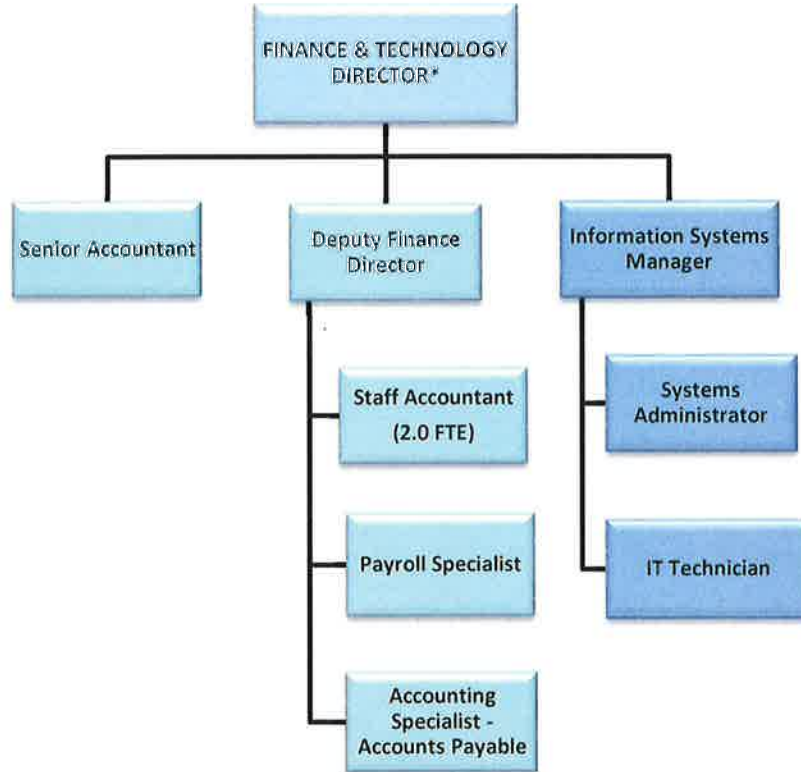 FINANCE & TECHNOLOGY
DIRECTOR*
Senior Accountant
Deputy Finance
Director
Information Systems
Manager
Staff Accountant
(2.0 FTE)
Systems
Administrator
Payroll Specialist
IT Technician
Accounting
Specialist -
Accounts Payable